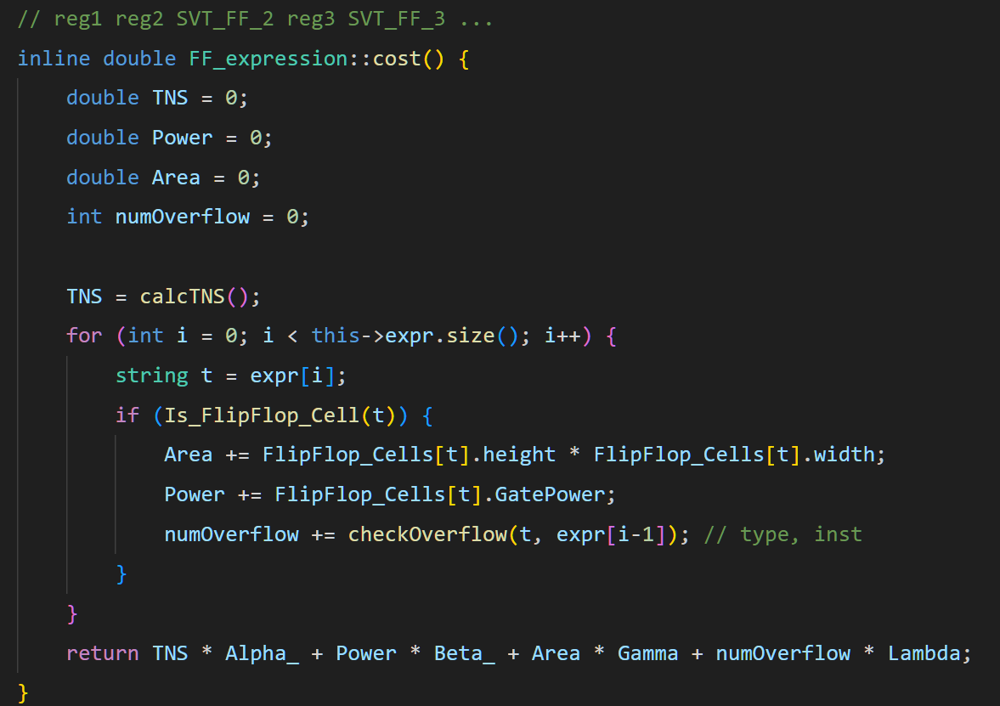 // reg1 reg2 SVT_FF_2 reg3 SVT_FF_3 ...
inline double FF_expression::cost() {
    double TNS = 0;
    double Power = 0;
    double Area = 0;
    int numOverflow = 0;

    TNS = calcTNS();
    for (int i = 0; i < this->expr.size(); i++) {
        string t = expr[i];
        if (Is_FlipFlop_Cell(t)) {
            Area += FlipFlop_Cells[t].height * FlipFlop_Cells[t].width;
            Power += FlipFlop_Cells[t].GatePower;
            numOverflow += checkOverflow(t, expr[i-1]); // type, inst
        }
    }
    return TNS * Alpha_ + Power * Beta_ + Area * Gamma + numOverflow * Lambda;
}